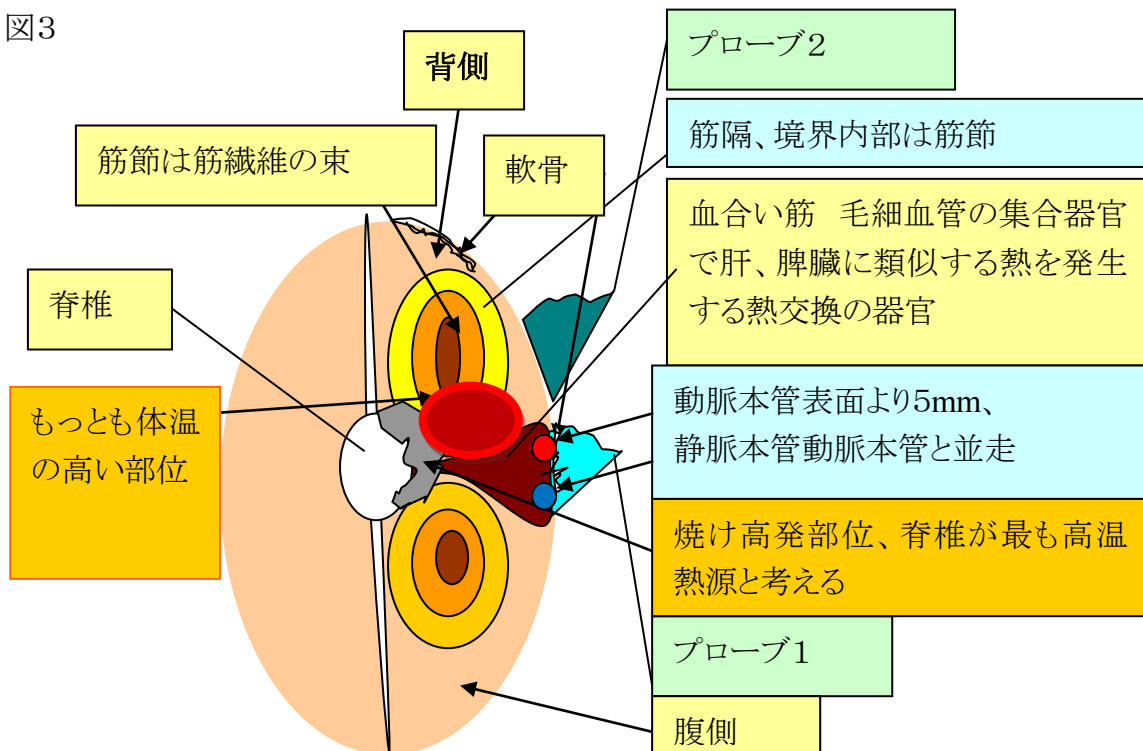 図3
プローブ2
背側
筋隔、境界内部は筋節
筋節は筋繊維の束
軟骨
血合い筋 毛細血管の集合器官
で肝、脾臓に類似する熱を発生
する熱交換の器官
脊椎
動脈本管表面より5mm、
静脈本管動脈本管と並走
もっとも体温
の高い部位
焼け高発部位、脊椎が最も高温
熱源と考える
プローブ1
腹側